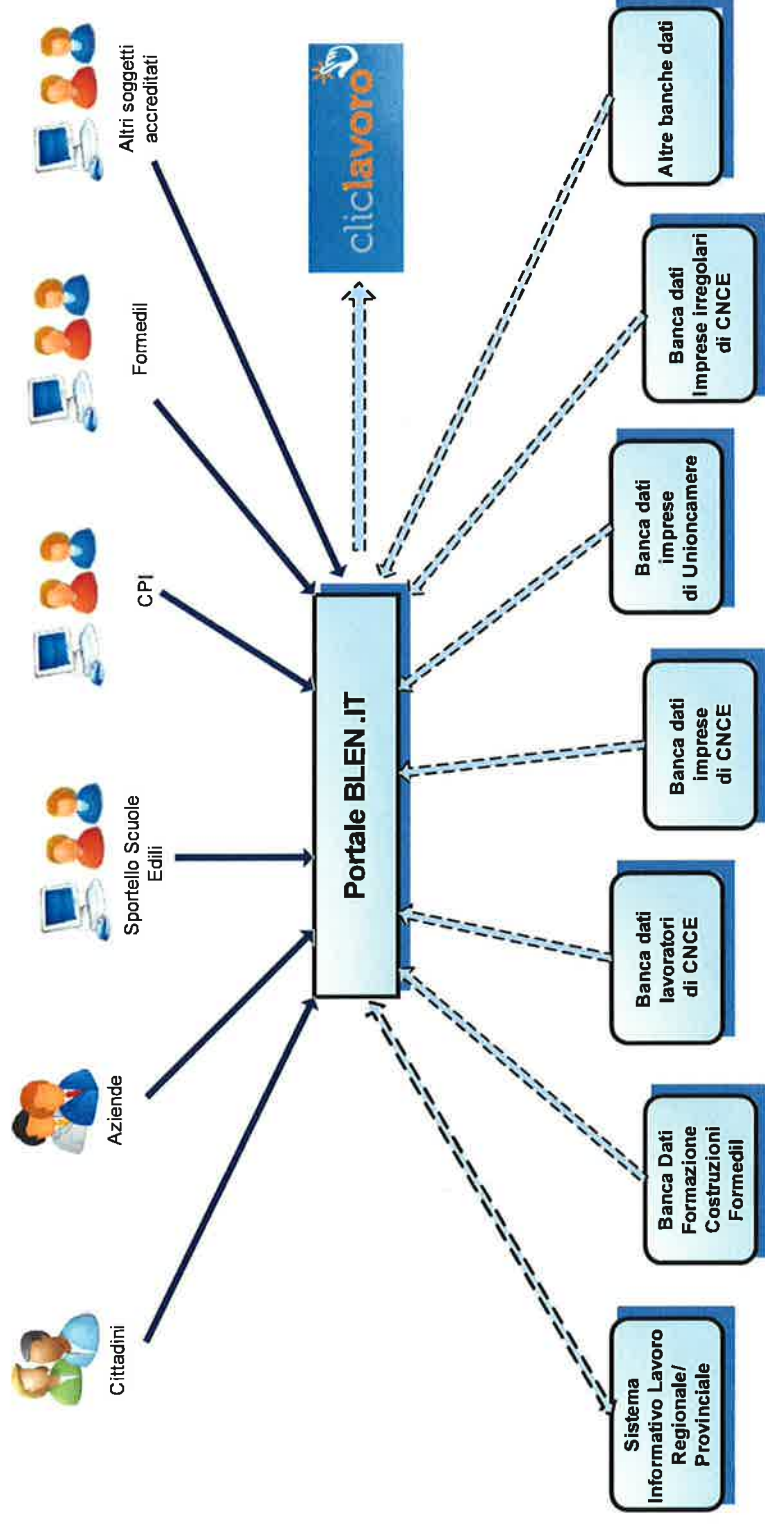 Cittadini
Aziende
Sportello Scuole
Edili
CPI
Formedil
Altri soggetti
accreditati
Portale BLEN.IT
cliclavoro
Sistema
Informativo Lavoro
Regionale/
Provinciale
Banca Dati
Formazione
Costruzioni
Formedil
Banca dati
lavoratori
di CNCE
Banca dati
imprese
di CNCE
Banca dati
imprese
di Unioncamere
Banca dati
Imprese irregolari
di CNCE
Altre banche dati